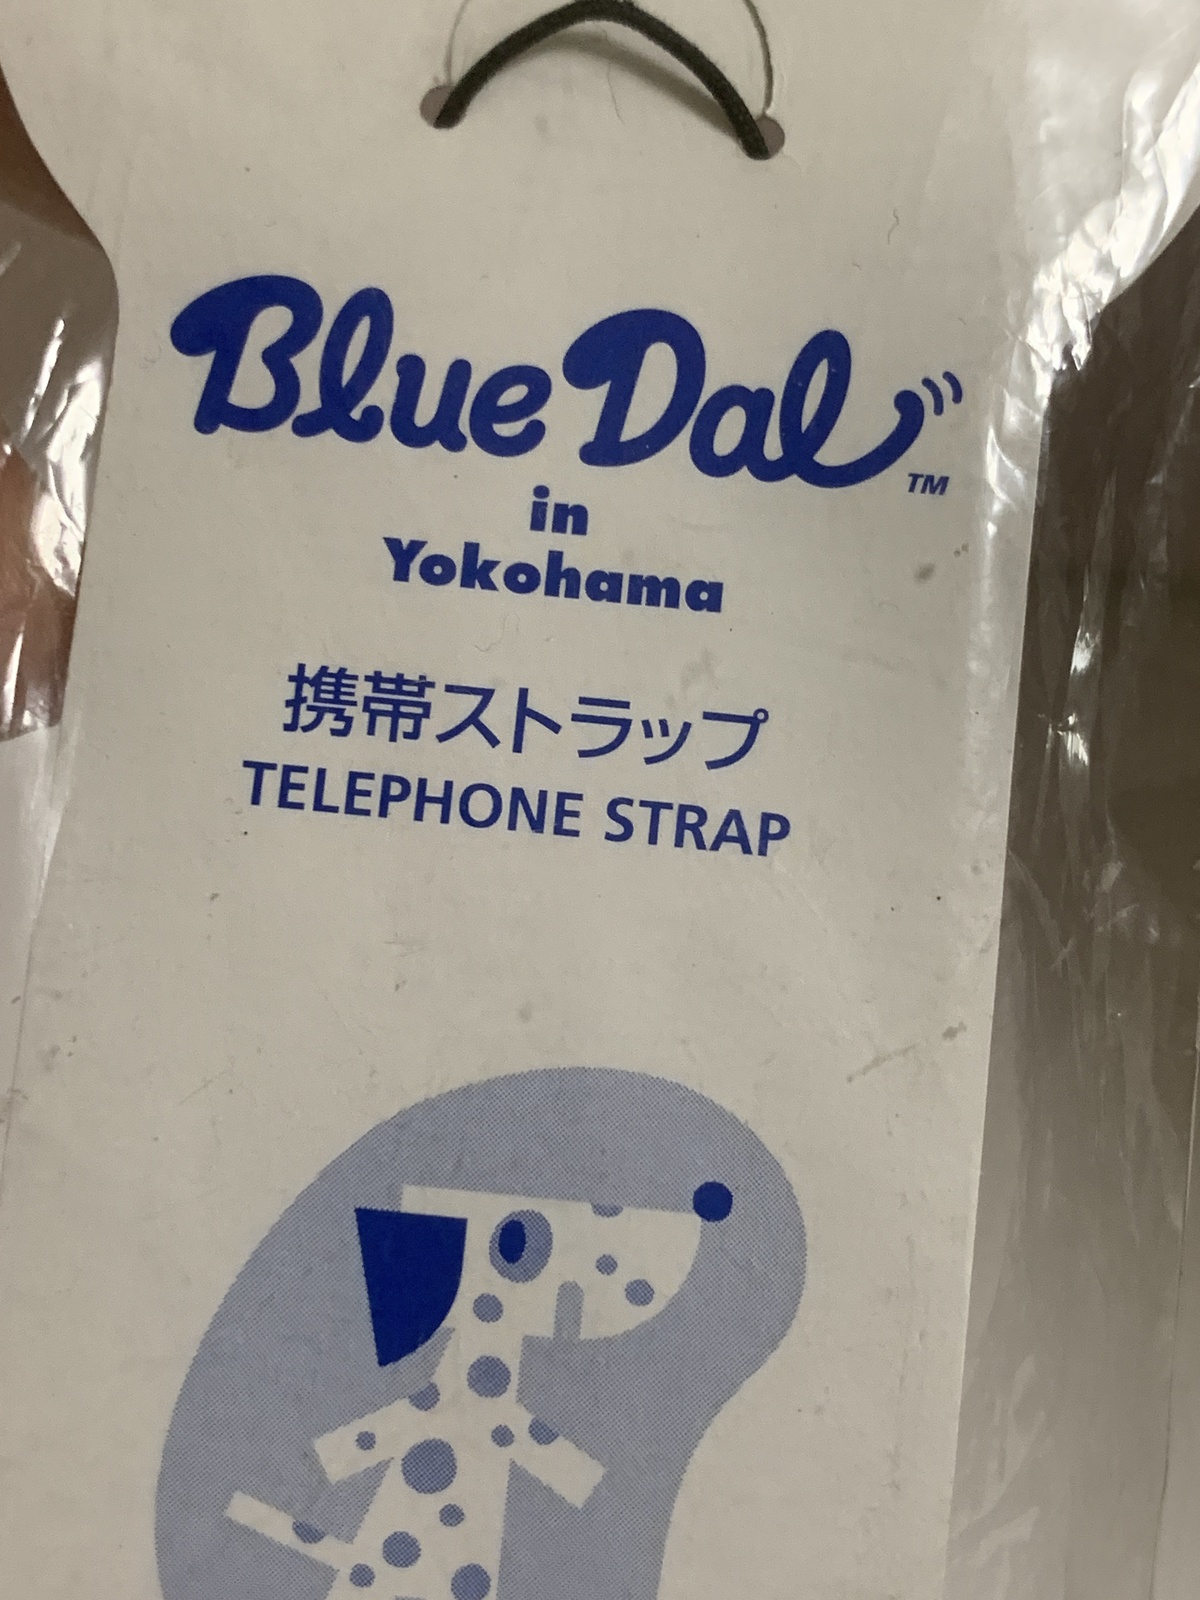 Blue Dal
TM
in
Yokohama
携帯ストラップ
TELEPHONE STRAP